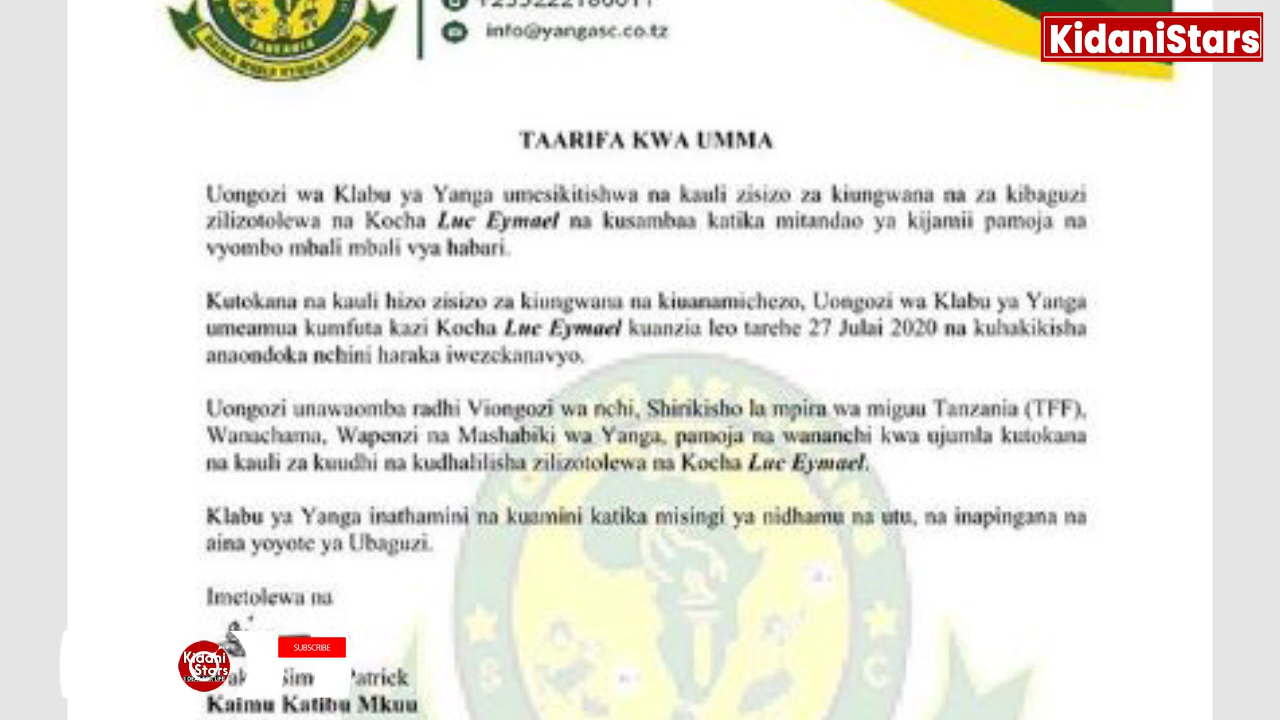 KidaniStars
info@yangasc.co.tz
TANZANIA
TAARIFA KWA UMMA
Uongozi wa Klabu ya Yanga umesikitishwa na kauli zisizo za kiungwana na za kibaguzi
zilizotolewa na Kocha Luc Eymael na kusambaa katika mitandao ya kijamii pamoja na
vyombo mbali mbali vya habari.
Kutokana na kauli hizo zisizo za kiungwana na kiuanamichezo, Uongozi wa Klabu ya Yanga
umeamua kumfuta kazi Kocha Luc Eymael kuanzia leo tarehe 27 Julai 2020 na kuhakikisha
anaondoka nchini haraka iwezekanavyo.
Uongozi unawaomba radhi Viongozi wa nchi, Shirikisho la mpira wa miguu Tanzania (TFF),
Wanachama, Wapenzi na Mashabiki wa Yanga, pamoja na wananchi kwa ujumla kutokana
na kauli za kuudhi na kudhalilisha zilizotolewa na Kocha Luc Eymael.
Klabu ya Yanga inathamini na kuamini katika misingi ya nidhamu na utu, na inapingana na
aina yoyote ya Ubaguzi.
Imetolewa na
SUBSCRIBE
Kidani
Stars
Patrick
Kaimu Katibu Mkuu